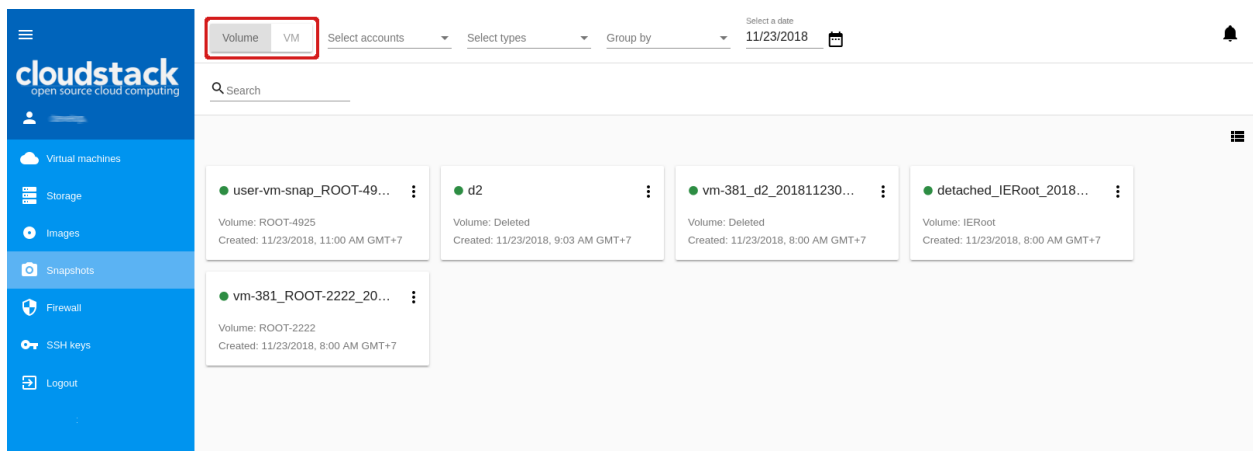 Volume VM Select accounts Select types Group by Select a date 11/23/2018
cloudstack
open source cloud computing
Search
Virtual machines
Storage
Images
Snapshots
Firewall
SSH keys
Logout
user-vm-snap_ROOT-49...
Volume: ROOT-4925
Created: 11/23/2018, 11:00 AM GMT+7
d2
Volume: Deleted
Created: 11/23/2018, 9:03 AM GMT+7
vm-381_d2_201811230...
Volume: Deleted
Created: 11/23/2018, 8:00 AM GMT+7
detached_IERoot_2018...
Volume: IERoot
Created: 11/23/2018, 8:00 AM GMT+7
vm-381_ROOT-2222_20...
Volume: ROOT-2222
Created: 11/23/2018, 8:00 AM GMT+7